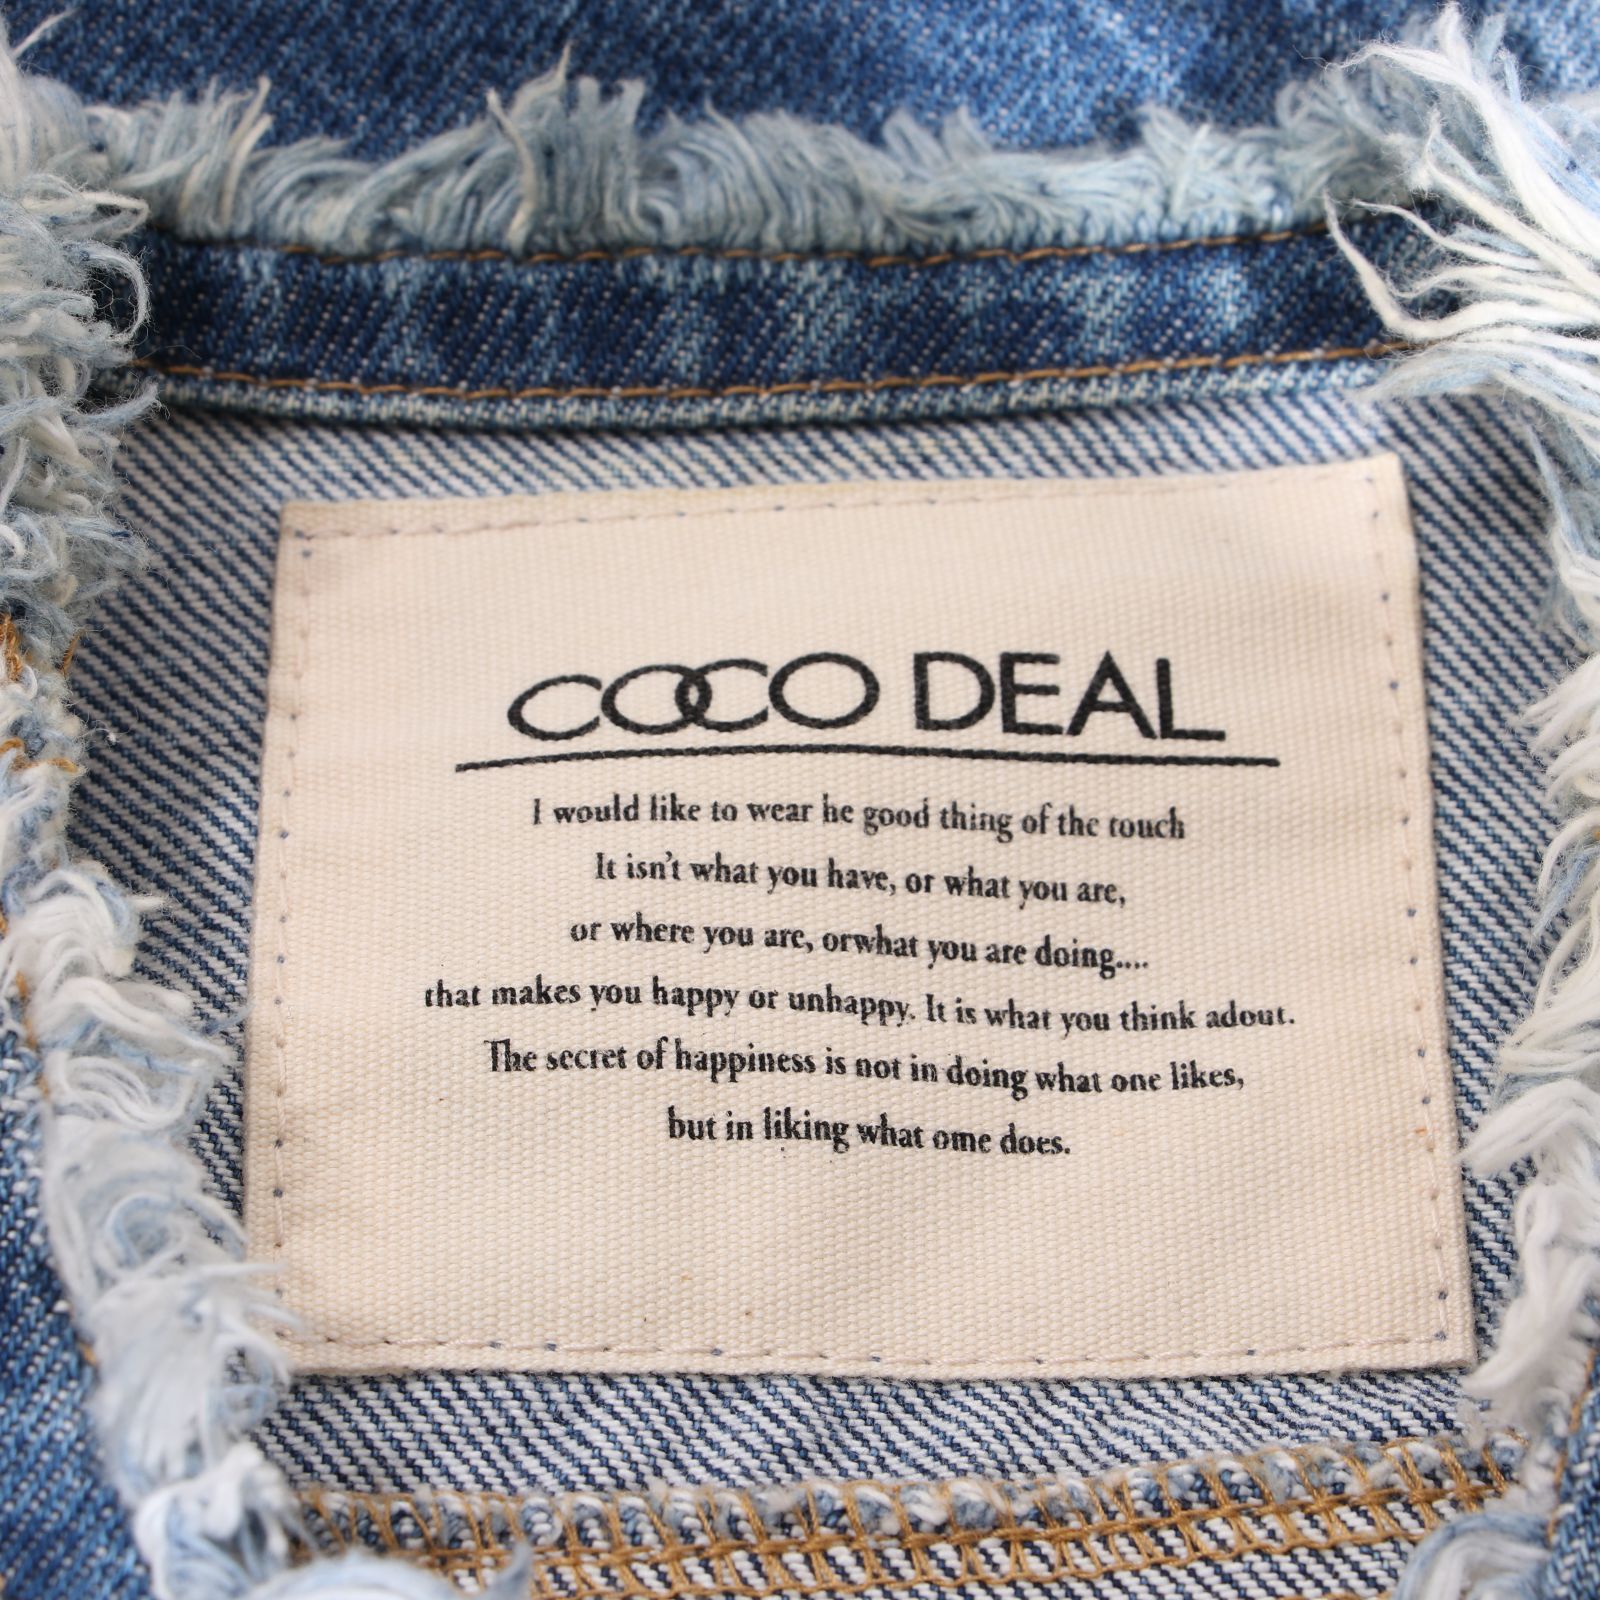 COCO DEAL
I would like to wear he good thing of the touch
It isn't what you have, or what you are,
or where you are, orwhat you are doing....
that makes you happy or unhappy. It is what you think adout.
The secret of happiness is not in doing what one likes,
but in liking what ome does.